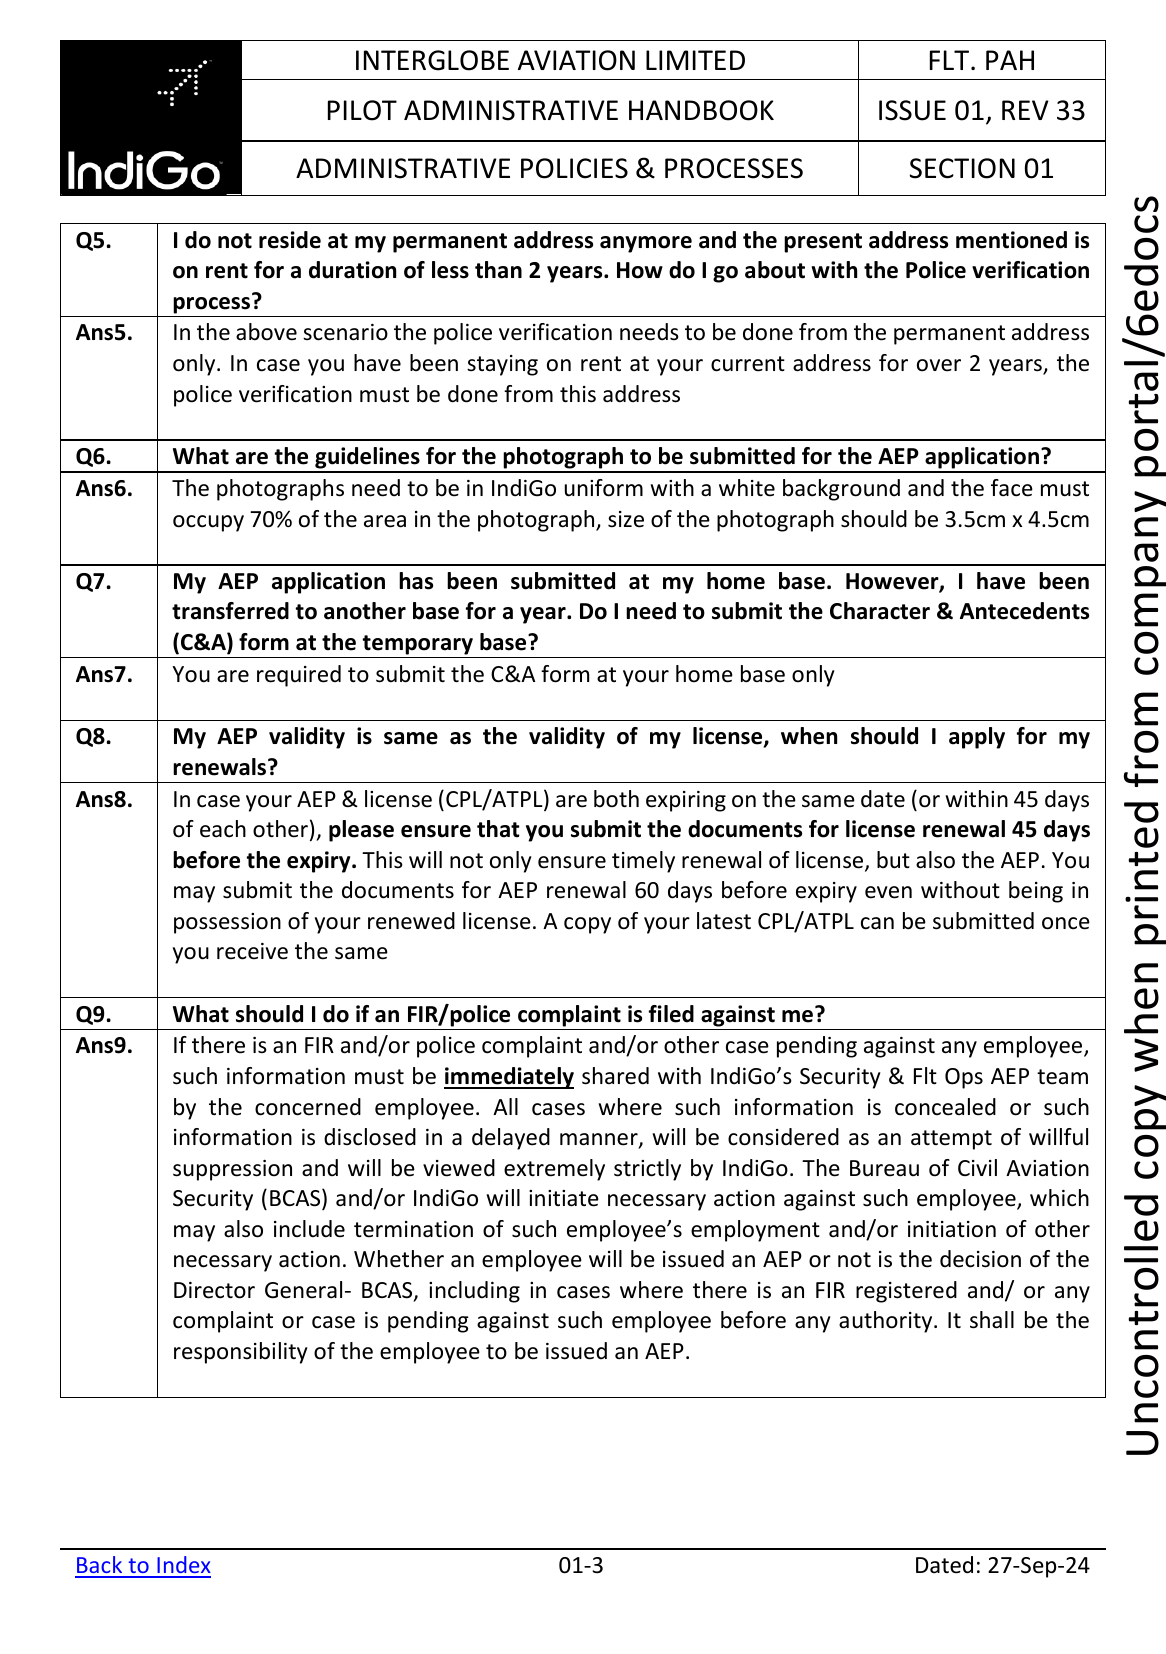 IndiGo
INTERGLOBE AVIATION LIMITED
FLT. PAH
PILOT ADMINISTRATIVE HANDBOOK
ISSUE 01, REV 33
ADMINISTRATIVE POLICIES & PROCESSES
SECTION 01
Q5.
I do not reside at my permanent address anymore and the present address mentioned is
on rent for a duration of less than 2 years. How do I go about with the Police verification
process?
Ans5.
In the above scenario the police verification needs to be done from the permanent address
only. In case you have been staying on rent at your current address for over 2 years, the
police verification must be done from this address
Q6.
What are the guidelines for the photograph to be submitted for the AEP application?
Ans6.
The photographs need to be in IndiGo uniform with a white background and the face must
occupy 70% of the area in the photograph, size of the photograph should be 3.5cm x 4.5cm
Q7.
My AEP application has been submitted at my home base. However, I have been
transferred to another base for a year. Do I need to submit the Character & Antecedents
(C&A) form at the temporary base?
Ans7.
You are required to submit the C&A form at your home base only
Q8.
My AEP validity is same as the validity of my license, when should I apply for my
renewals?
Ans8.
In case your AEP & license (CPL/ATPL) are both expiring on the same date (or within 45 days
of each other), please ensure that you submit the documents for license renewal 45 days
before the expiry. This will not only ensure timely renewal of license, but also the AEP. You
may submit the documents for AEP renewal 60 days before expiry even without being in
possession of your renewed license. A copy of your latest CPL/ATPL can be submitted once
you receive the same
Q9.
What should I do if an FIR/police complaint is filed against me?
Ans9.
If there is an FIR and/or police complaint and/or other case pending against any employee,
such information must be immediately shared with IndiGo’s Security & Flt Ops AEP team
by the concerned employee. All cases where such information is concealed or such
information is disclosed in a delayed manner, will be considered as an attempt of willful
suppression and will be viewed extremely strictly by IndiGo. The Bureau of Civil Aviation
Security (BCAS) and/or IndiGo will initiate necessary action against such employee, which
may also include termination of such employee’s employment and/or initiation of other
necessary action. Whether an employee will be issued an AEP or not is the decision of the
Director General- BCAS, including in cases where there is an FIR registered and/ or any
complaint or case is pending against such employee before any authority. It shall be the
responsibility of the employee to be issued an AEP.
Uncontrolled copy when printed from company portal/6edocs
Back to Index
01-3
Dated: 27-Sep-24